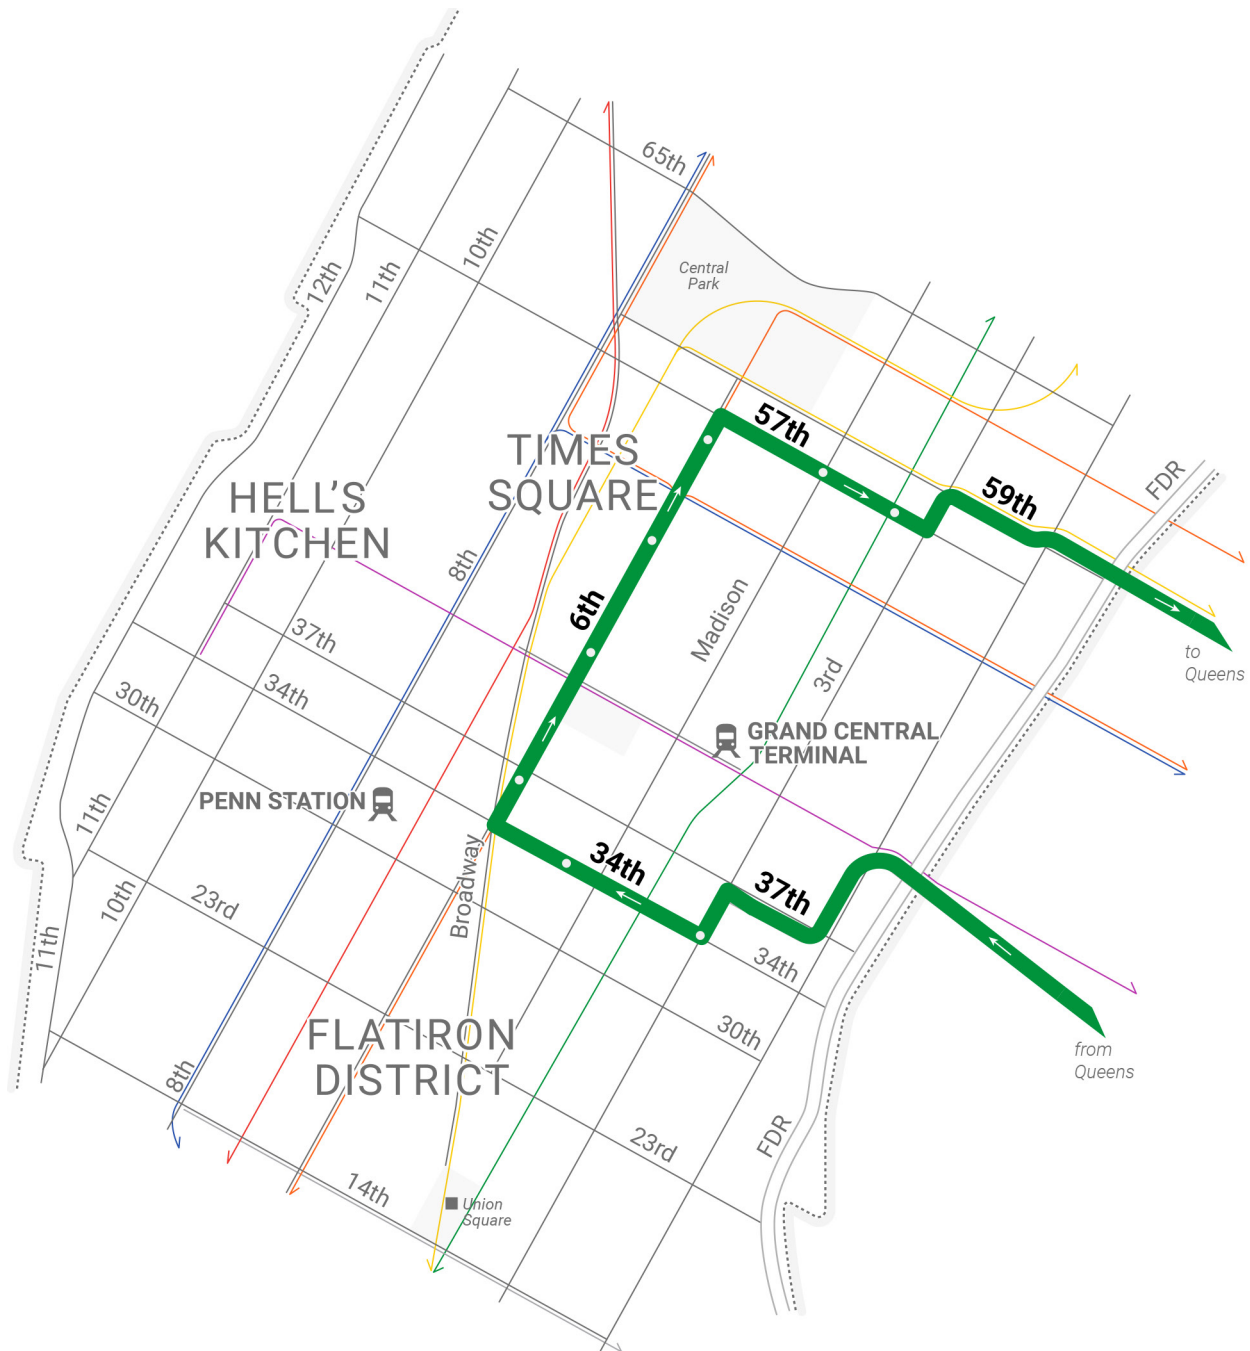 65th
Central
Park
10th
12th
11th
57th
TIMES
SQUARE
FDR
59th
HELL'S
KITCHEN
8th
6th
Madison
37th
to
Queens
3rd
34th
30th
GRAND CENTRAL
TERMINAL
PENN STATION
11th
Broadway
34th
37th
10th
23rd
11th
34th
30th
FLATIRON
DISTRICT
from
Queens
8th
FDR
23rd
14th
Union
Square